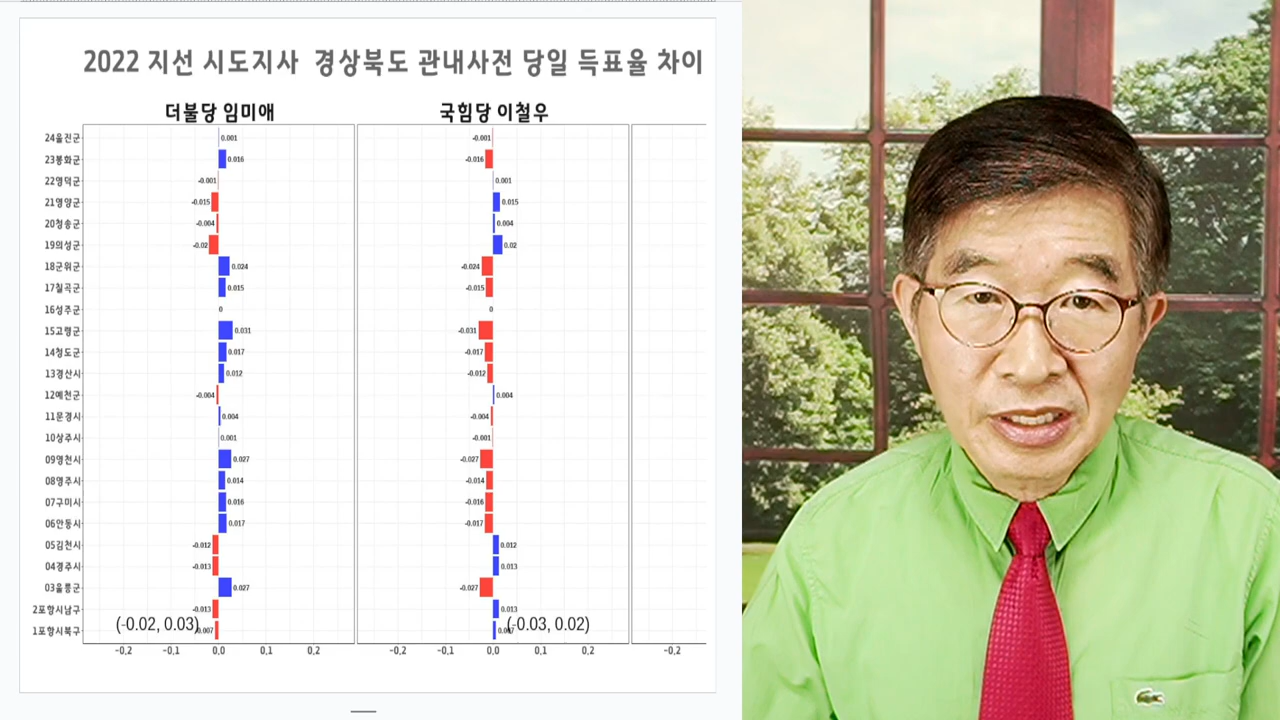 2022 지선 시도지사 경상북도 관내사전 당일 득표율 차이
더불당 임미애 국힘당 이철우
24울진군 0.001 -0.001
23봉화군 0.016 -0.016
22영덕군 -0.001 0.001
21영양군 -0.015 0.015
20청송군 -0.004 0.004
19의성군 -0.02 0.02
18군위군 0.024 -0.024
17칠곡군 0.015 -0.015
16성주군 0 0
15고령군 0.031 -0.031
14청도군 0.017 -0.017
13경산시 0.012 -0.012
12예천군 -0.004 0.004
11문경시 0.004 -0.004
10상주시 0.001 -0.001
09영천시 0.027 -0.027
08영주시 0.014 -0.014
07구미시 0.016 -0.016
06안동시 0.017 -0.017
05김천시 -0.012 0.012
04경주시 -0.013 0.013
03울릉군 0.027 -0.027
2포항시남구 -0.013 0.013
(-0.02, 0.03) (-0.03, 0.02)
1포항시북구
-0.2 -0.1 0.0 0.1 0.2 -0.2 -0.1 0.0 0.1 0.2 -0.2